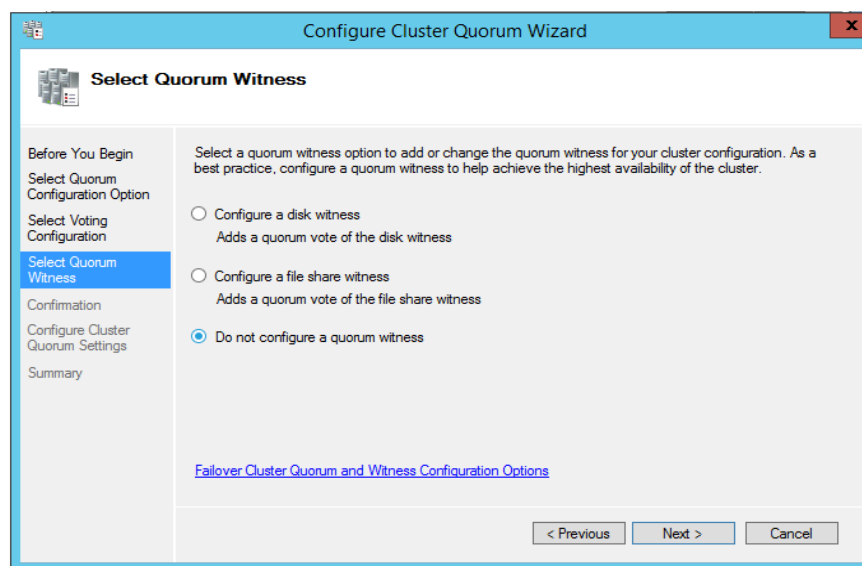 Configure Cluster Quorum Wizard
X
Select Quorum Witness
Before You Begin
Select Quorum
Configuration Option
Select Voting
Configuration
Select Quorum
Witness
Confirmation
Configure Cluster
Quorum Settings
Summary
Select a quorum witness option to add or change the quorum witness for your cluster configuration. As a
best practice, configure a quorum witness to help achieve the highest availability of the cluster.
Configure a disk witness
Adds a quorum vote of the disk witness
Configure a file share witness
Adds a quorum vote of the file share witness
Do not configure a quorum witness
Failover Cluster Quorum and Witness Configuration Options
< Previous
Next >
Cancel